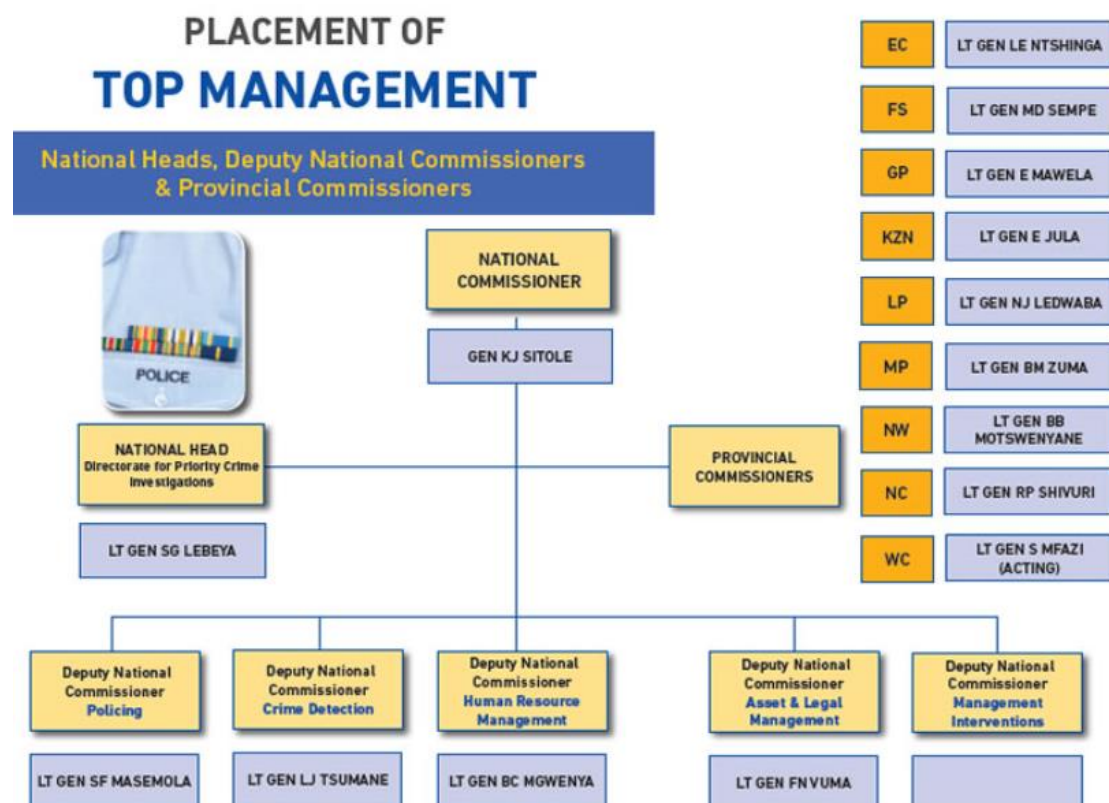 PLACEMENT OF
TOP MANAGEMENT
National Heads, Deputy National Commissioners
& Provincial Commissioners
POLICE
NATIONAL
COMMISSIONER
GEN KJ SITOLE
NATIONAL HEAD
Directorate for Priority Crime
Investigations
LT GEN SG LEBEYA
PROVINCIAL
COMMISSIONERS
EC
LT GEN LE NTSHINGA
FS
LT GEN MD SEMPE
GP
LT GEN E MAWELA
KZN
LT GEN E JULA
LP
LT GEN NJ LEDWABA
MP
LT GEN BM ZUMA
NW
LT GEN BB
MOTSWENYANE
NC
LT GEN RP SHIVURI
WC
LT GEN S MFAZI
(ACTING)
Deputy National
Commissioner
Policing
LT GEN SF MASEMOLA
Deputy National
Commissioner
Crime Detection
LT GEN LJ TSUMANE
Deputy National
Commissioner
Human Resource
Management
LT GEN BC MGWENYA
Deputy National
Commissioner
Asset & Legal
Management
LT GEN FN VUMA
Deputy National
Commissioner
Management
Interventions